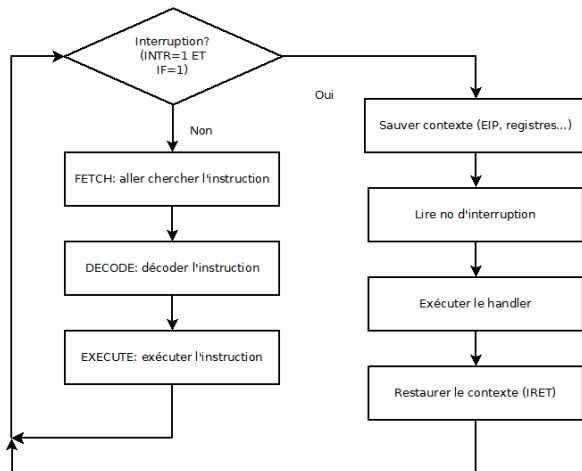 Interruption?
(INTR=1 ET
IF=1)
Oui
Non
Sauver contexte (EIP, registres...)
FETCH: aller chercher l'instruction
Lire no d'interruption
DECODE: décoder l'instruction
Exécuter le handler
EXECUTE: exécuter l'instruction
Restaurer le contexte (IRET)